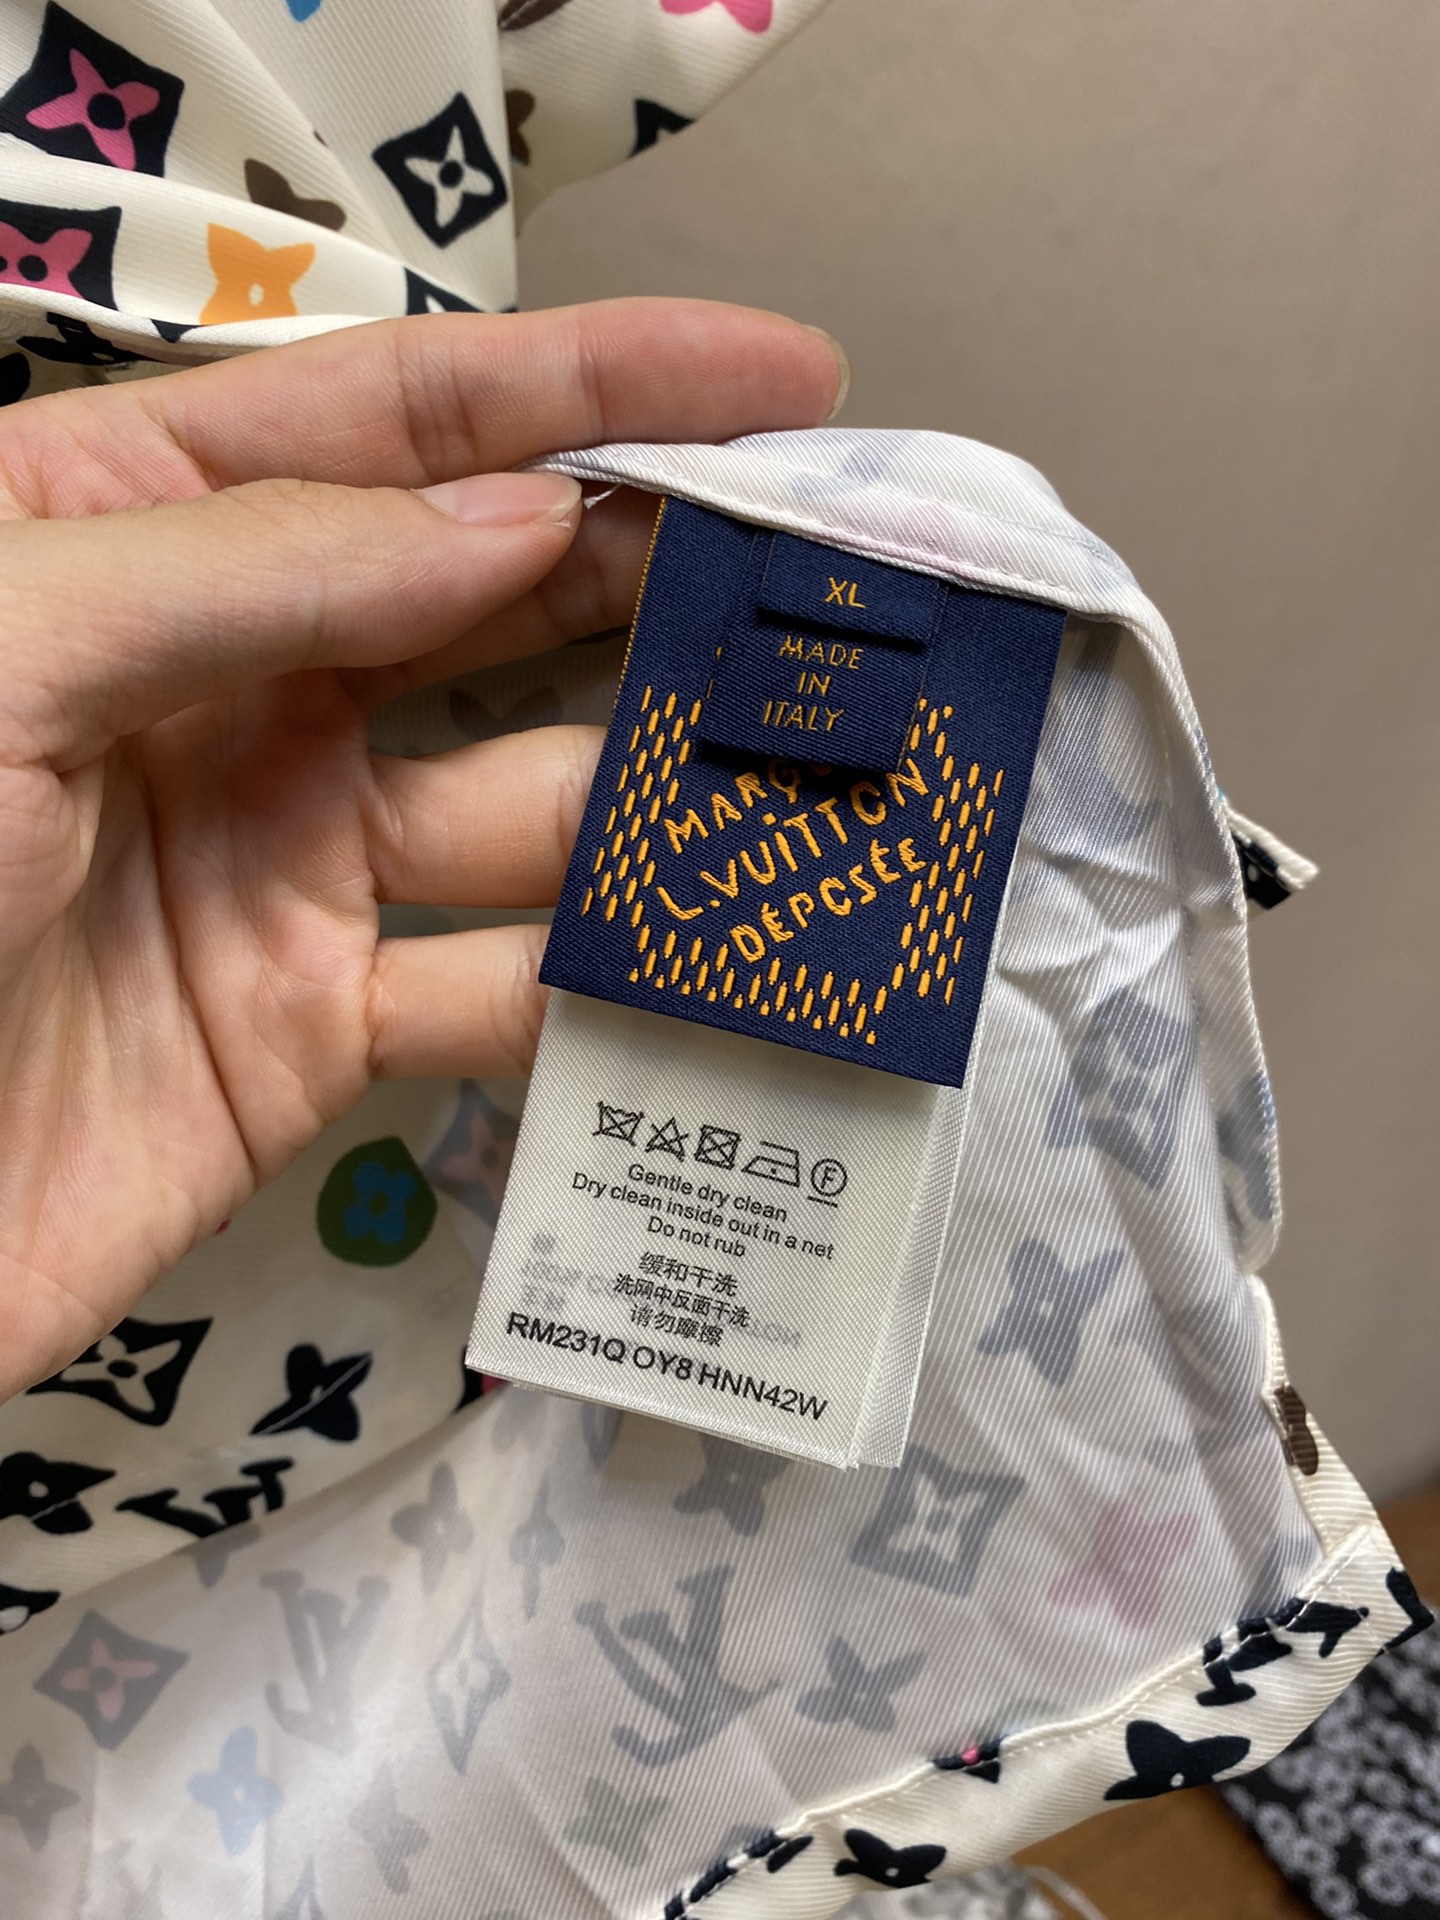 XL
MADE
IN
ITALY
L.VUiTTON
DÉPOSÉE
Gentle dry clean
Dry clean inside out in a net
Do not rub
缓和干洗
洗网中反面干洗
请勿摩擦
RM231Q OY8 HNN42W